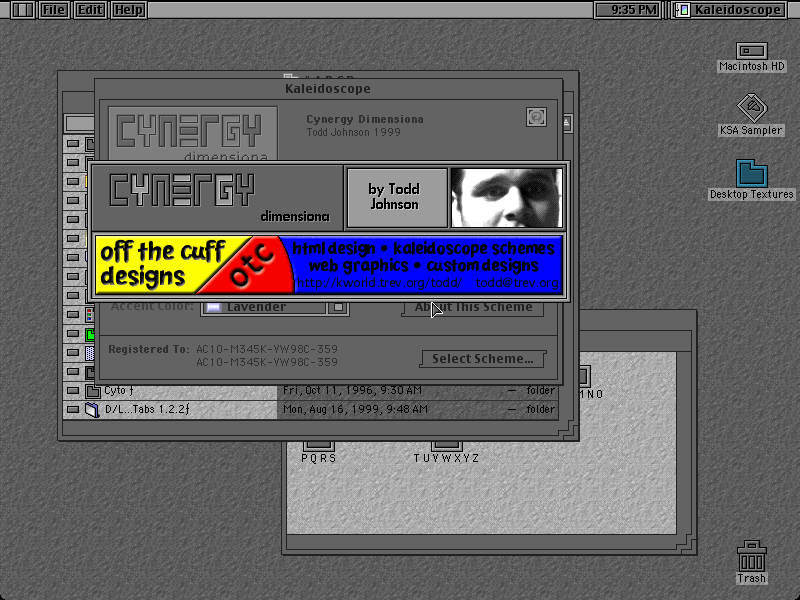 File Edit Help
9:35 PM Kaleidoscope
Macintosh HD
KSA Sampler
Desktop Textures
Kaleidoscope
CYNERGY
dimensiona
Cynergy Dimensiona
Todd Johnson 1999
CYNERGY
dimensiona
by Todd
Johnson
off the cuff
designs
otc
html design • kaleidoscope schemes
web graphics • custom designs
http://kworld.trev.org/todd/ todd@trev.org
Accent Color: Lavender
About This Scheme
Registered To: AC10-M345K-YW98C-359
AC10-M345K-YW98C-359
Select Scheme...
Cyto ƒ Fri, Oct 11, 1996, 9:30 AM — folder
D/L...Tabs 1.2.2ƒ Mon, Aug 16, 1999, 9:48 AM — folder
MNO
PQRS
TUVWXYZ
Trash